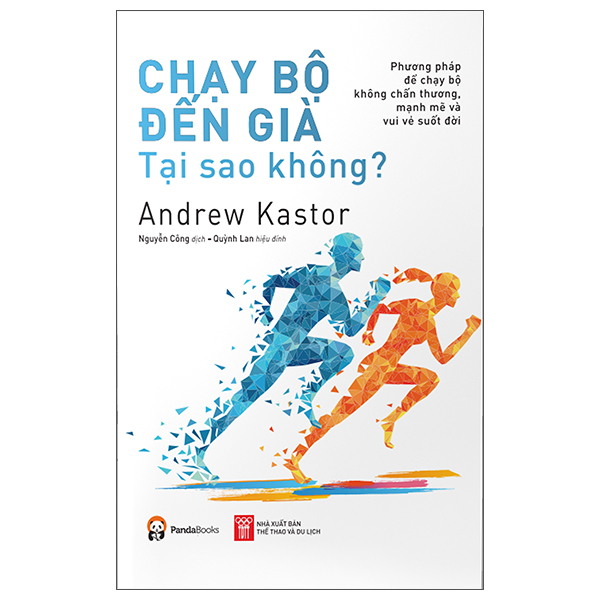 CHẠY BỘ
ĐẾN GIÀ
Tại sao không?
Phương pháp
để chạy bộ
không chấn thương,
mạnh mẽ và
vui vẻ suốt đời
Andrew Kastor
Nguyễn Công dịch - Quỳnh Lan hiệu đính
PandaBooks
NHÀ XUẤT BẢN
THỂ THAO VÀ DU LỊCH